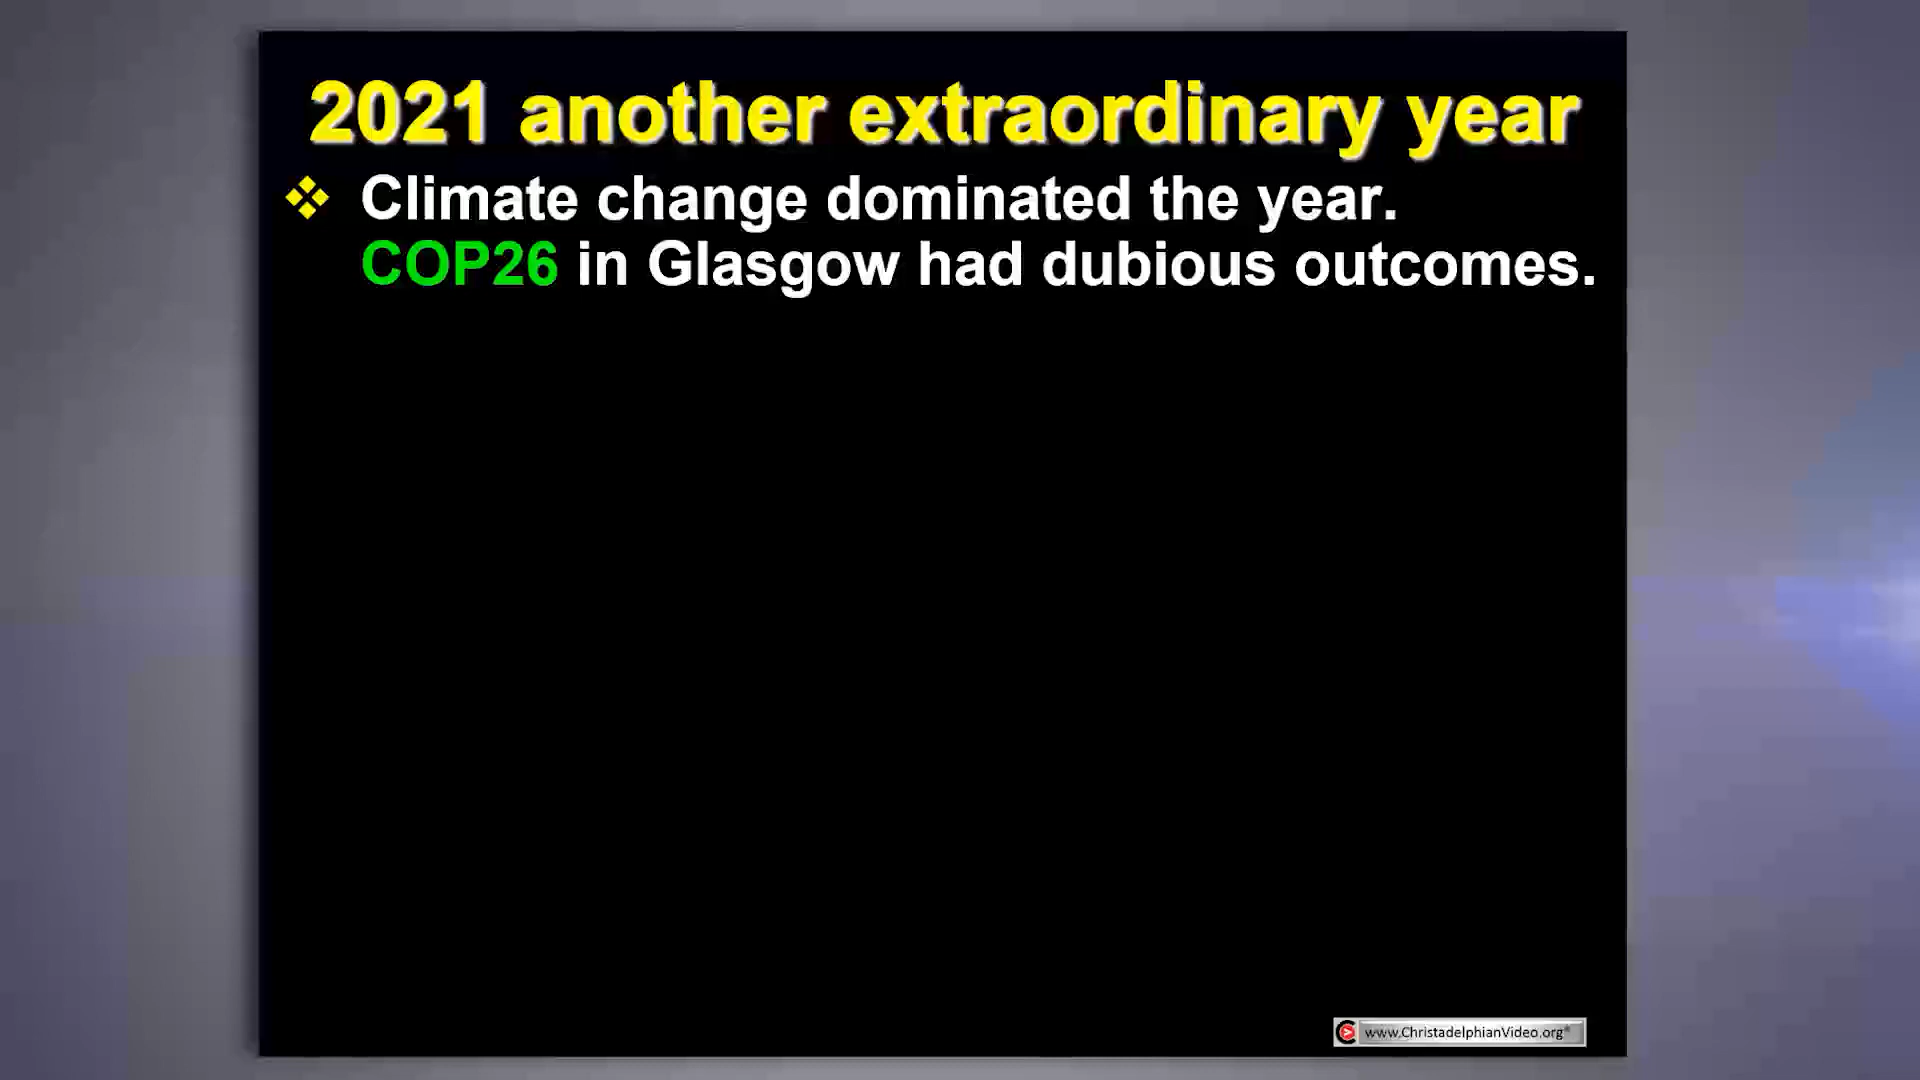 2021 another extraordinary year
❖ Climate change dominated the year.
COP26 in Glasgow had dubious outcomes.
www.ChristadelphianVideo.org®